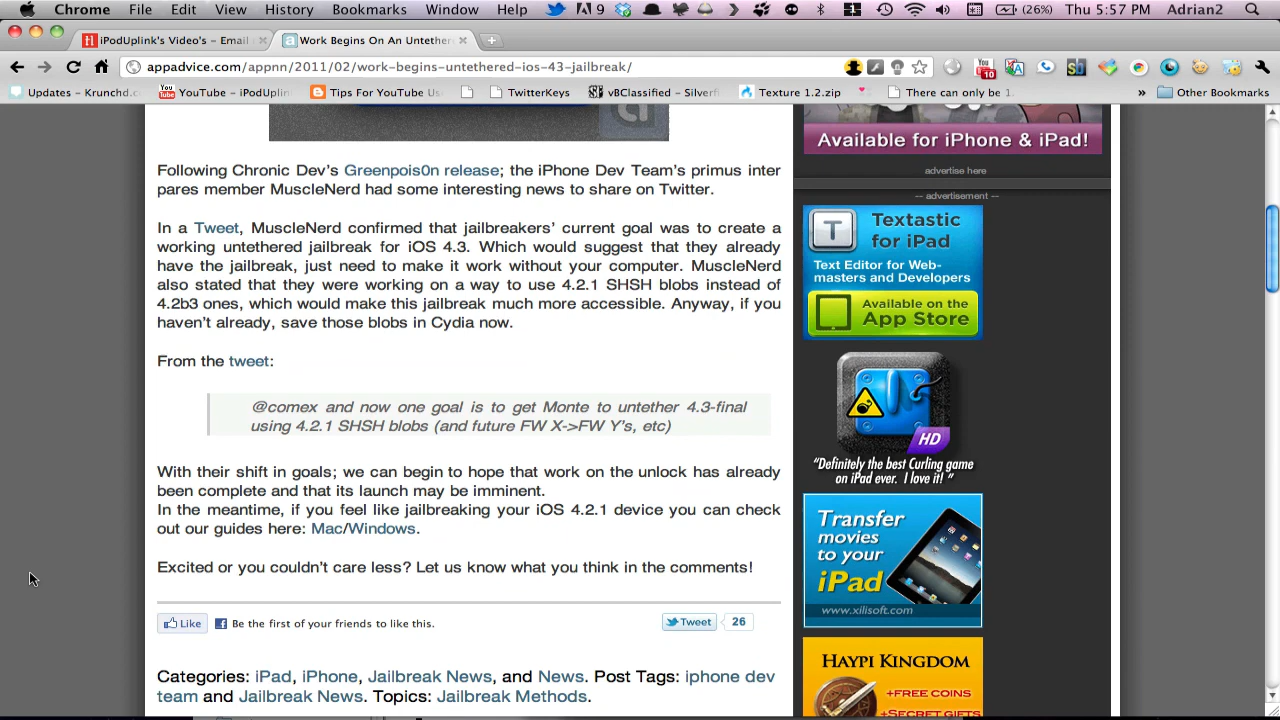 Chrome File Edit View History Bookmarks Window Help 9 (26%) Thu 5:57 PM Adrian2
iPodUplink's Video's – Email
Work Begins On An Untether
appadvice.com/appnn/2011/02/work-begins-untethered-ios-43-jailbreak/
10
Updates – Krunchd.c
YouTube – iPodUplin
Tips For YouTube Us
TwitterKeys
vBClassified – Silverfi
Texture 1.2.zip
There can only be 1
» Other Bookmarks
Following Chronic Dev's Greenpois0n release; the iPhone Dev Team's primus inter
pares member MuscleNerd had some interesting news to share on Twitter.
In a Tweet, MuscleNerd confirmed that jailbreakers' current goal was to create a
working untethered jailbreak for iOS 4.3. Which would suggest that they already
have the jailbreak, just need to make it work without your computer. MuscleNerd
also stated that they were working on a way to use 4.2.1 SHSH blobs instead of
4.2b3 ones, which would make this jailbreak much more accessible. Anyway, if you
haven't already, save those blobs in Cydia now.
From the tweet:
@comex and now one goal is to get Monte to untether 4.3-final
using 4.2.1 SHSH blobs (and future FW X->FW Y's, etc)
With their shift in goals; we can begin to hope that work on the unlock has already
been complete and that its launch may be imminent.
In the meantime, if you feel like jailbreaking your iOS 4.2.1 device you can check
out our guides here: Mac/Windows.
Excited or you couldn't care less? Let us know what you think in the comments!
Like
Be the first of your friends to like this.
Tweet 26
Categories: iPad, iPhone, Jailbreak News, and News. Post Tags: iphone dev
team and Jailbreak News. Topics: Jailbreak Methods.
Available for iPhone & iPad!
advertise here
-- advertisement --
T
Textastic
for iPad
Text Editor for Web-
masters and Developers
Available on the
App Store
HD
"Definitely the best Curling game
on iPad ever. I love it!"
Transfer
movies
to your
iPad
www.xilisoft.com
HAYPI KINGDOM
+FREE COINS
+SECRET GIFTS